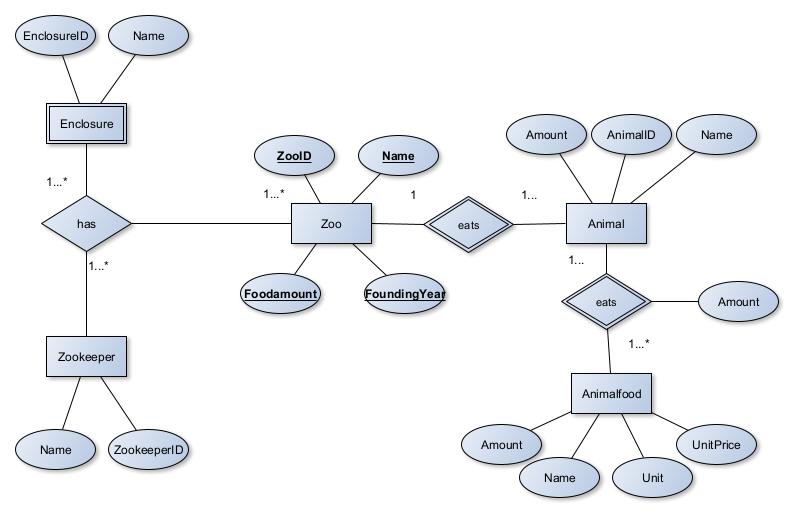 EnclosureID
Name
Enclosure
1...*
has
1...*
1...*
Zookeeper
Name
ZookeeperID
ZooID
Name
Zoo
Foodamount
FoundingYear
1
eats
1...
Amount
AnimalID
Name
Animal
1...
eats
Amount
1...*
Animalfood
Amount
Name
Unit
UnitPrice